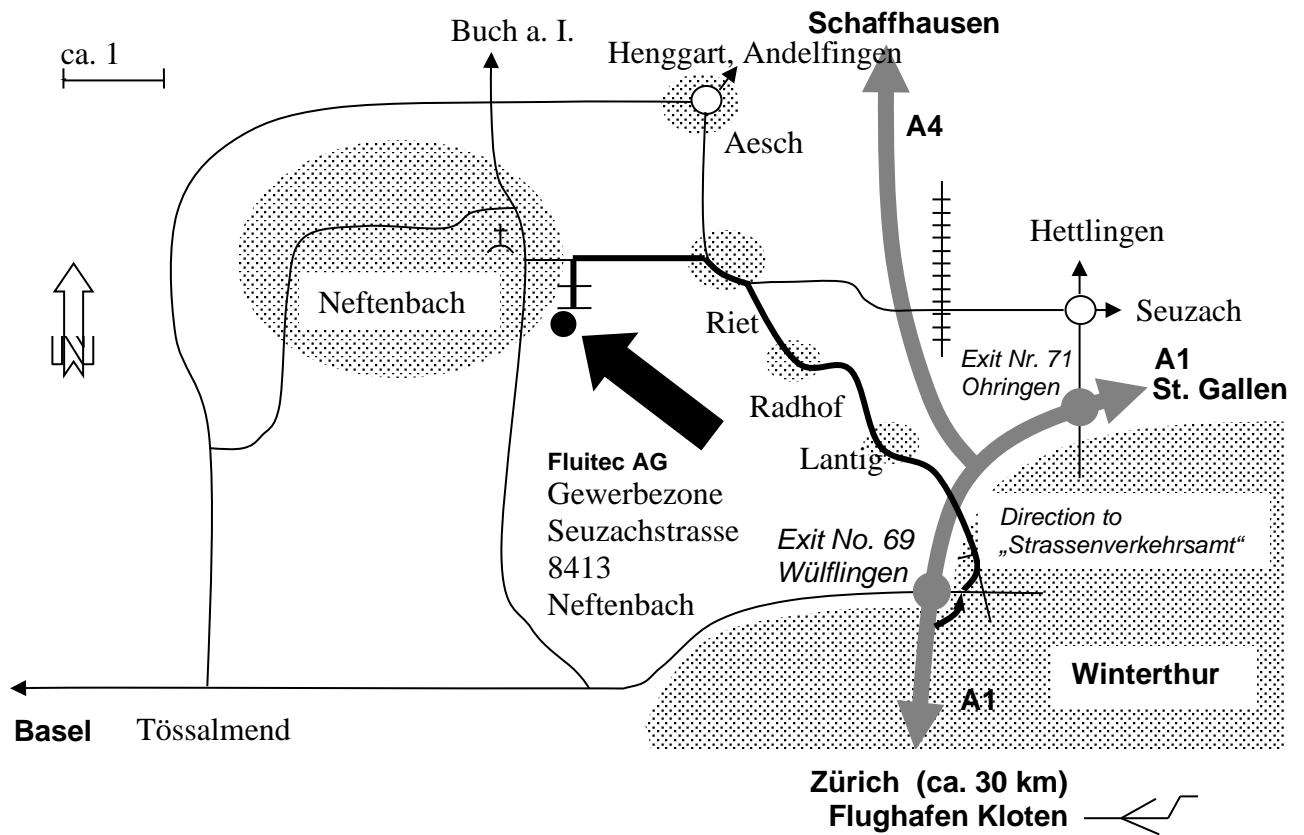 Schaffhausen
Buch a. I.
ca. 1
Henggart, Andelfingen
A4
Aesch
Hettlingen
Neftenbach
Riet
Seuzach
Exit Nr. 71
Ohringen
A1
St. Gallen
Radhof
Lantig
Fluitec AG
Gewerbezone
Seuzachstrasse
8413
Neftenbach
Direction to
„Strassenverkehrsamt“
Exit No. 69
Wülflingen
Winterthur
A1
Basel Tössalmend
Zürich (ca. 30 km)
Flughafen Kloten